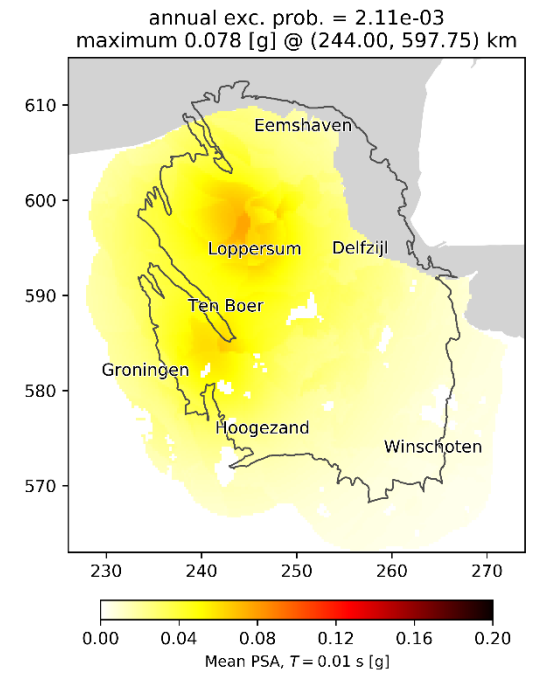 annual exc. prob. = 2.11e-03
maximum 0.078 [g] @ (244.00, 597.75) km
610
Eemshaven
600
Loppersum
Delfzijl
590
Ten Boer
580
Groningen
Hoogezand
Winschoten
570
230 240 250 260 270
0.00 0.04 0.08 0.12 0.16 0.20
Mean PSA, T = 0.01 s [g]